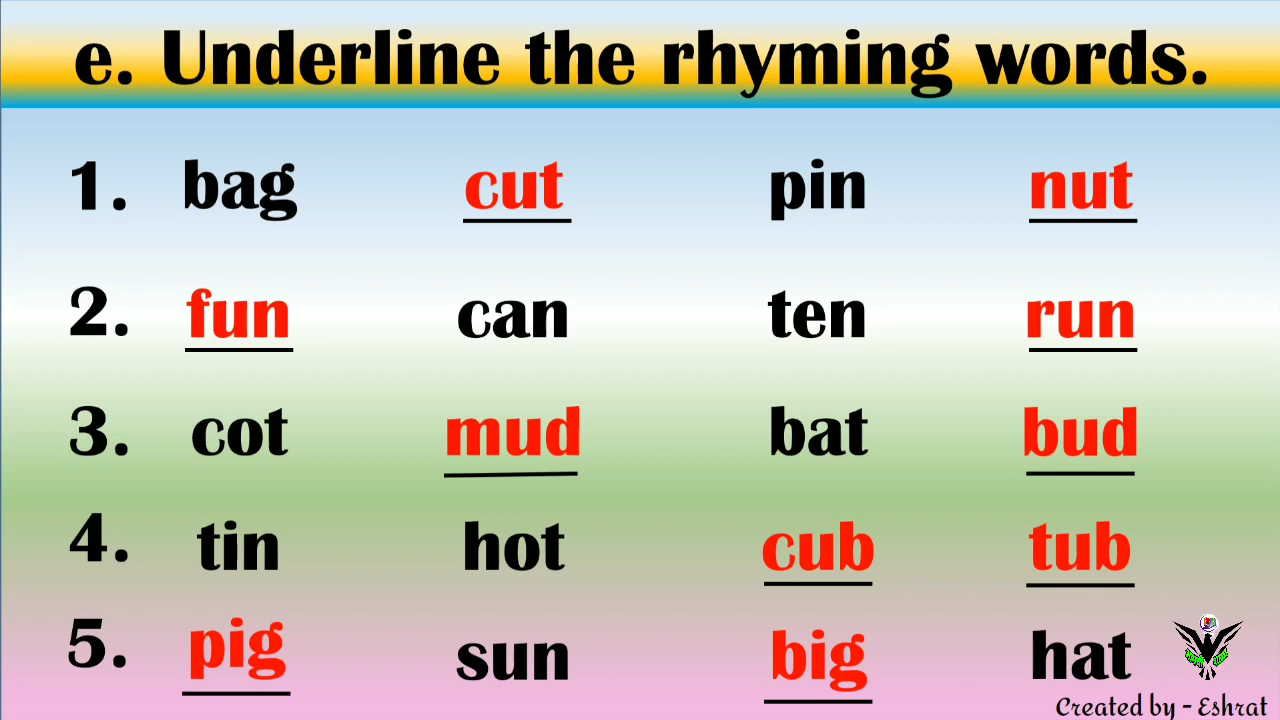 e. Underline the rhyming words.
1. bag cut pin nut
2. fun can ten run
3. cot mud bat bud
4. tin hot cub tub
5. pig sun big hat
Created by - Eshrat